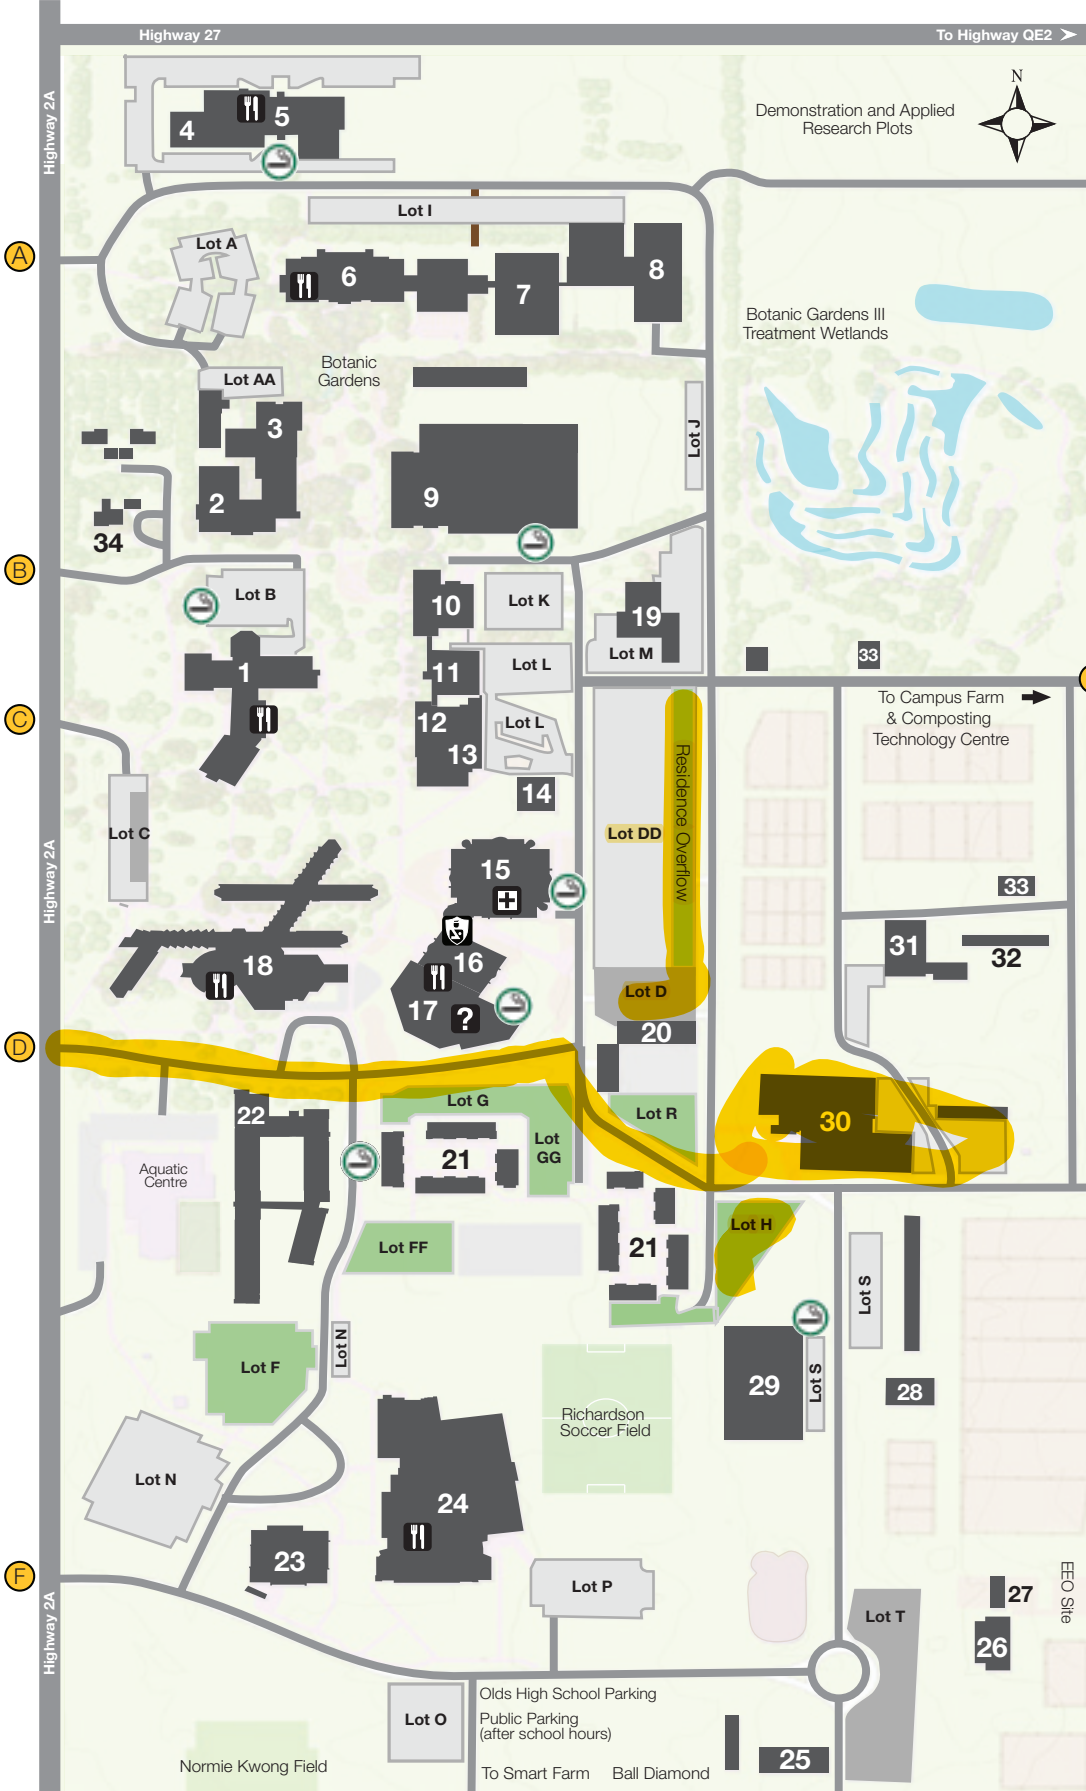 Highway 27
To Highway QE2
Highway 2A
N
Demonstration and Applied
Research Plots
4
5
Lot I
A
Lot A
6
7
8
Botanic Gardens III
Treatment Wetlands
Botanic
Gardens
Lot AA
3
Lot J
2
9
34
B
Lot B
10
Lot K
19
1
11
Lot L
Lot M
33
C
12
Lot L
13
To Campus Farm
& Composting
Technology Centre
14
Lot C
Lot DD
Residence Overflow
Highway 2A
15
33
31
32
18
16
17
?
Lot D
20
D
22
Lot G
Lot R
30
Lot
GG
21
Aquatic
Centre
Lot H
Lot FF
21
Lot S
Lot N
Lot F
29
Lot S
28
Richardson
Soccer Field
Lot N
24
23
F
Lot P
EEO Site
27
Lot T
26
Highway 2A
Olds High School Parking
Lot O
Public Parking
(after school hours)
25
Normie Kwong Field
To Smart Farm
Ball Diamond